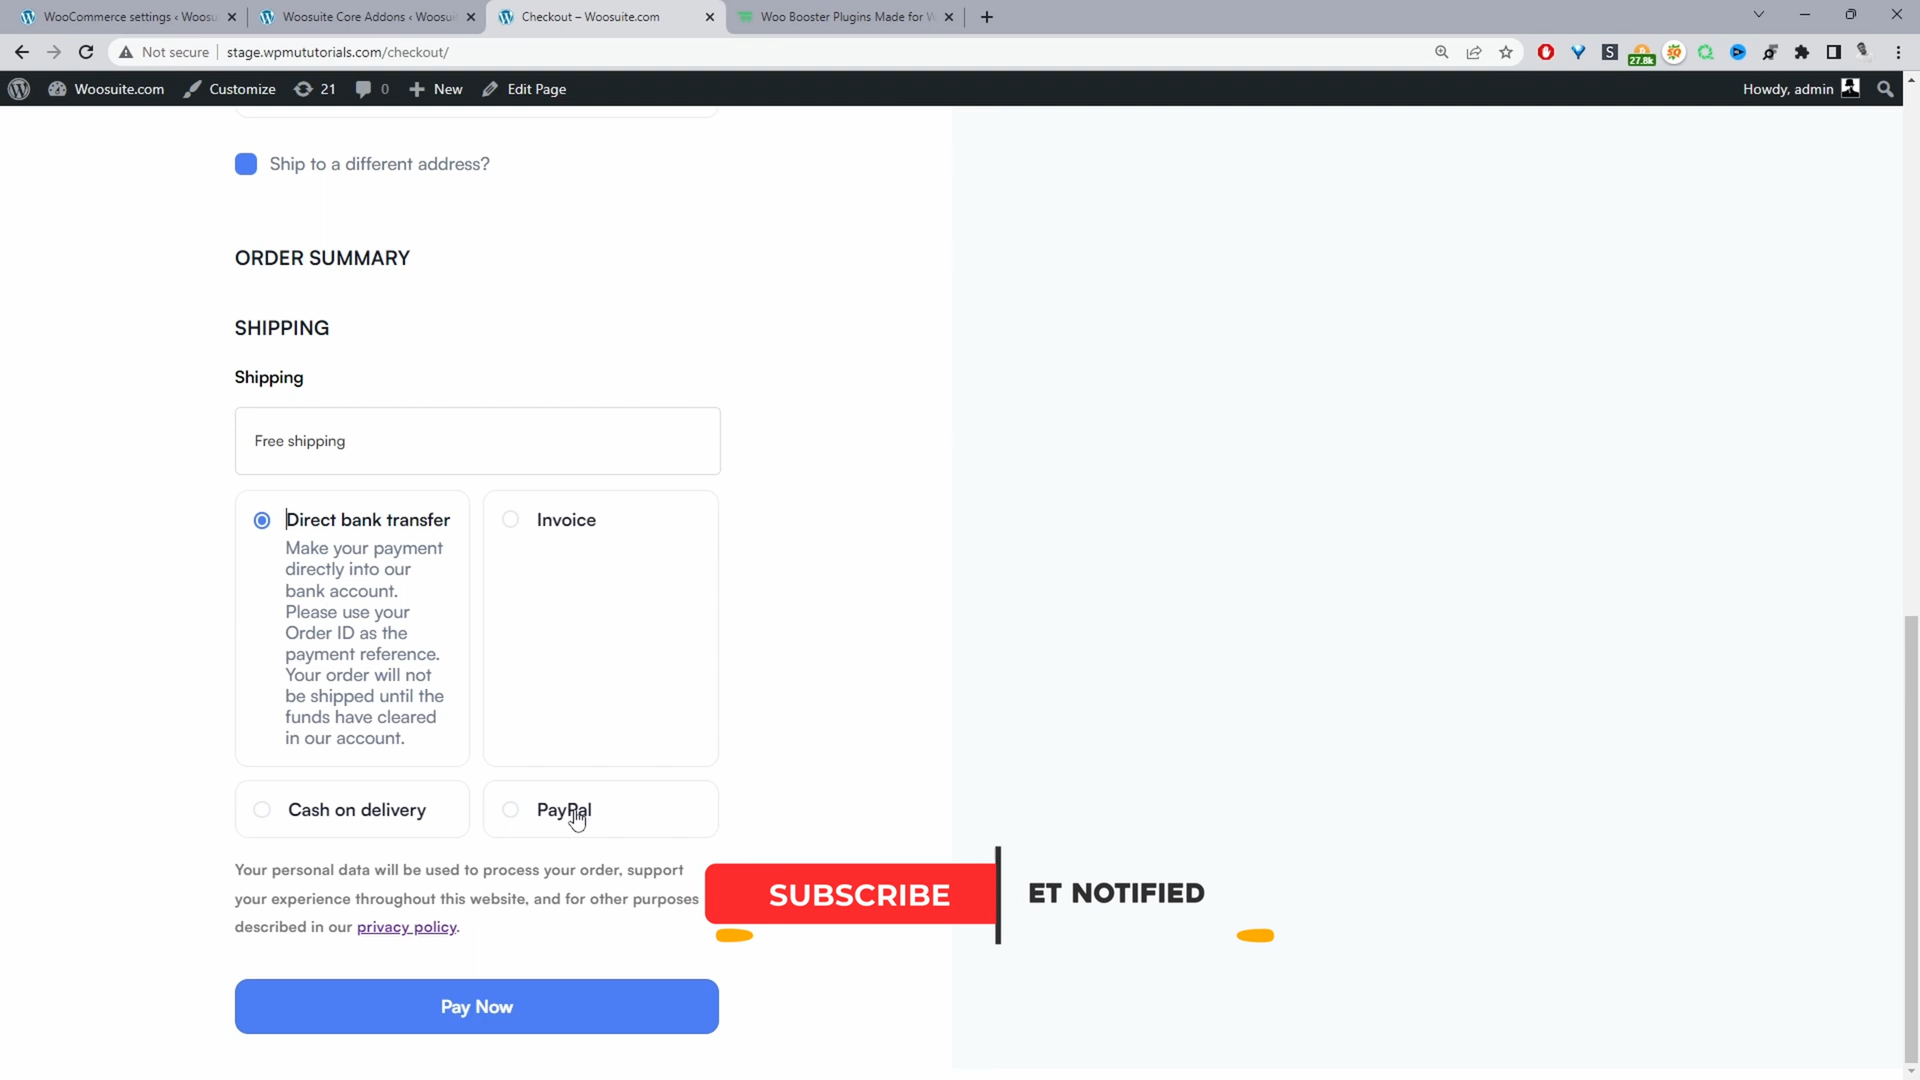 WooCommerce settings ‹ Woosu
Woosuite Core Addons ‹ Woosuit
Checkout – Woosuite.com
Woo Booster Plugins Made for W
Not secure
stage.wpmututorials.com/checkout/
27.8k
Woosuite.com
Customize
21
0
New
Edit Page
Howdy, admin
Ship to a different address?
ORDER SUMMARY
SHIPPING
Shipping
Free shipping
Direct bank transfer
Make your payment
directly into our
bank account.
Please use your
Order ID as the
payment reference.
Your order will not
be shipped until the
funds have cleared
in our account.
Invoice
Cash on delivery
PayPal
Your personal data will be used to process your order, support
your experience throughout this website, and for other purposes
described in our privacy policy.
SUBSCRIBE
ET NOTIFIED
Pay Now